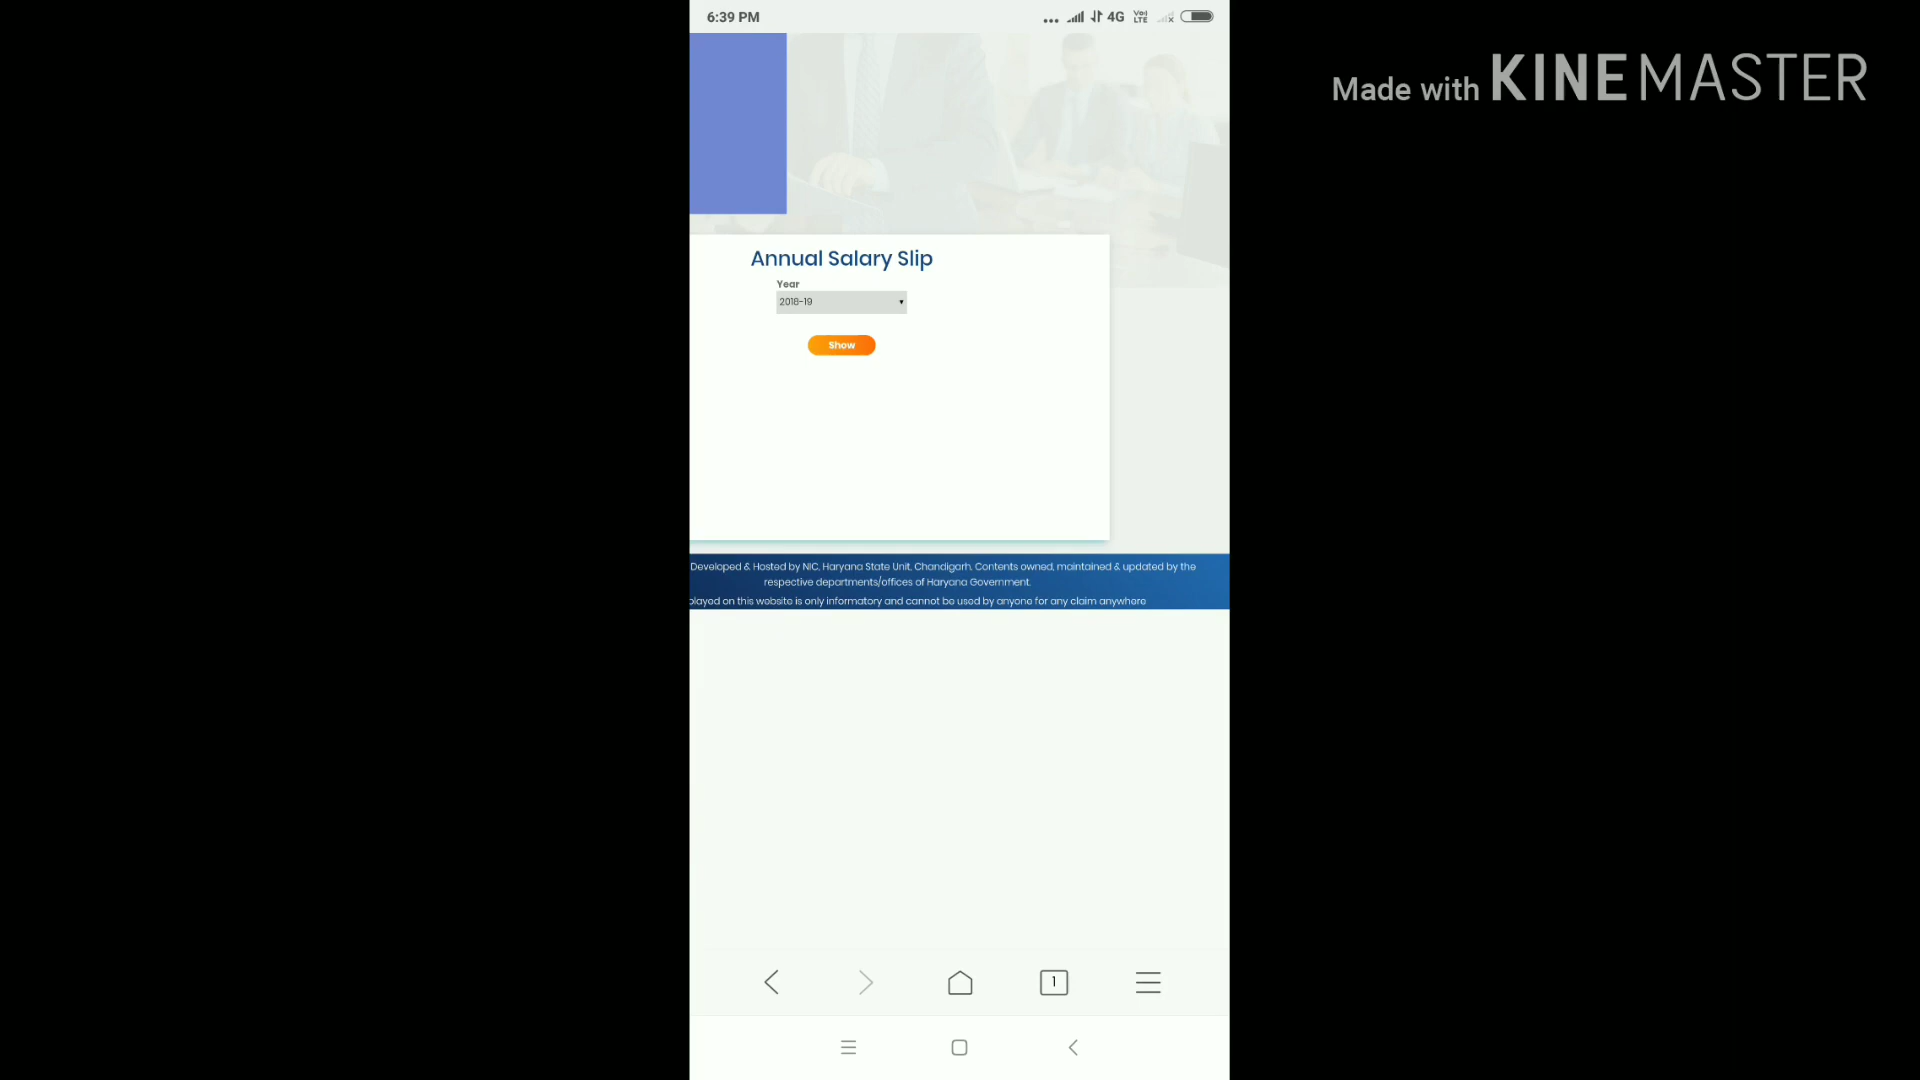 6:39 PM
4G
Vo) LTE
Made with KINEMASTER
Annual Salary Slip
Year
2018-19
Show
Developed & Hosted by NIC, Haryana State Unit, Chandigarh. Contents owned, maintained & updated by the
respective departments/offices of Haryana Government.
played on this website is only informatory and cannot be used by anyone for any claim anywhere
1